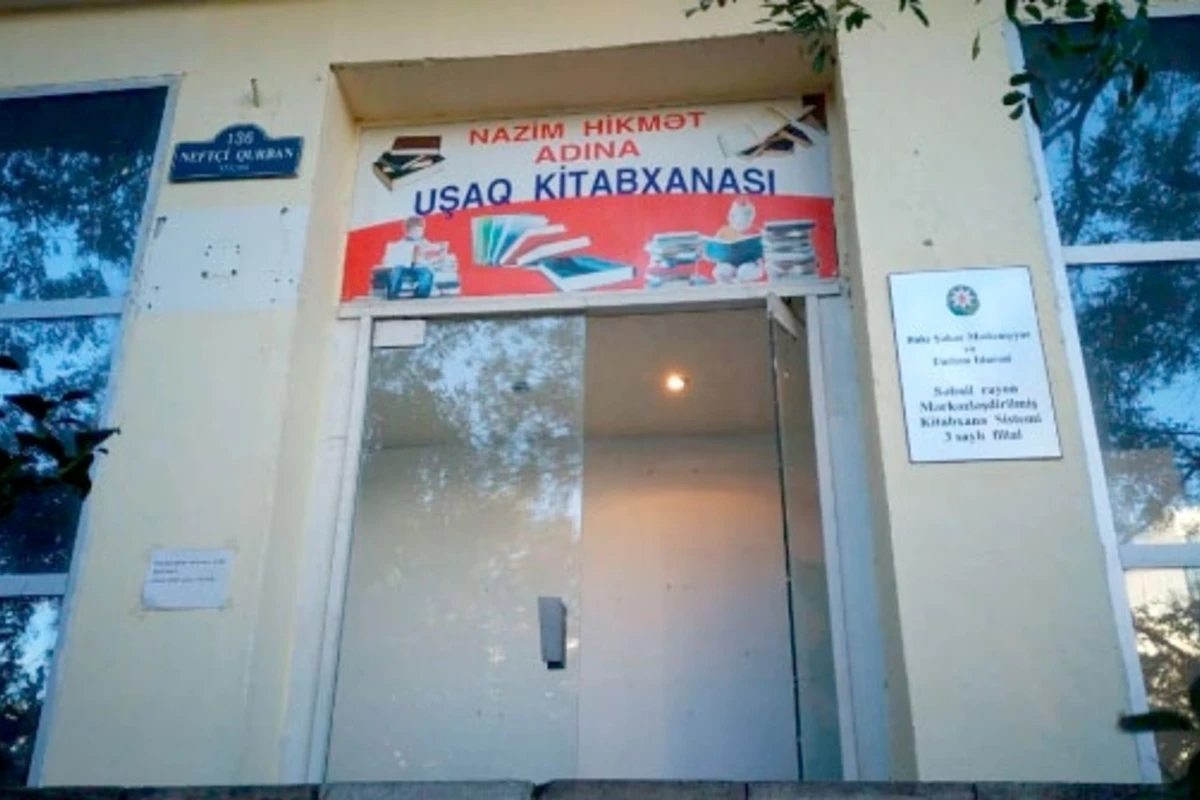 136
NEFTÇİ QURBAN
NAZİM HİKMƏT
ADINA
UŞAQ KİTABXANASI
Bakı Şəhər Mədəniyyət
və
Turizm İdarəsi
Səbail rayon
Mərkəzləşdirilmiş
Kitabxana Sistemi
3 saylı filial